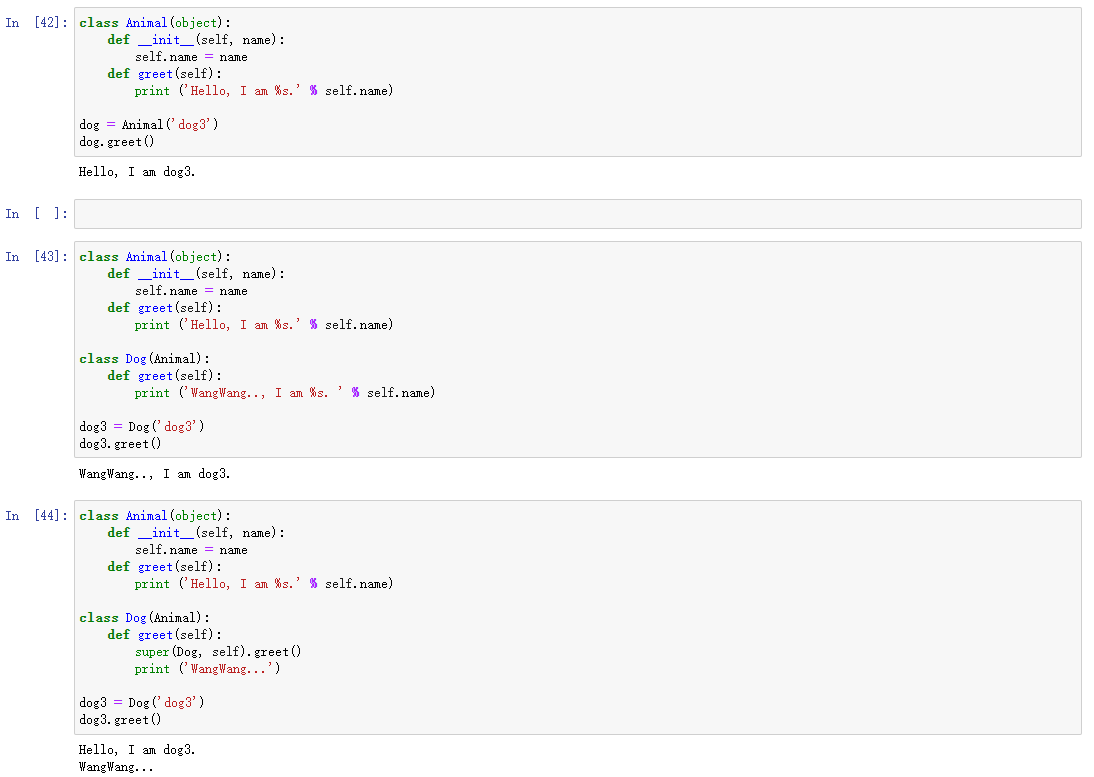 In [42]:
class Animal(object):
    def __init__(self, name):
        self.name = name
    def greet(self):
        print ('Hello, I am %s.' % self.name)
dog = Animal('dog3')
dog.greet()
Hello, I am dog3.
In [ ]:
In [43]:
class Animal(object):
    def __init__(self, name):
        self.name = name
    def greet(self):
        print ('Hello, I am %s.' % self.name)
class Dog(Animal):
    def greet(self):
        print ('WangWang.., I am %s. ' % self.name)
dog3 = Dog('dog3')
dog3.greet()
WangWang.., I am dog3.
In [44]:
class Animal(object):
    def __init__(self, name):
        self.name = name
    def greet(self):
        print ('Hello, I am %s.' % self.name)
class Dog(Animal):
    def greet(self):
        super(Dog, self).greet()
        print ('WangWang...')
dog3 = Dog('dog3')
dog3.greet()
Hello, I am dog3.
WangWang...